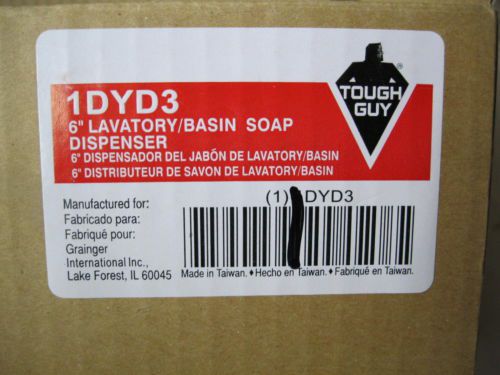 TOUGH
GUY
®
1DYD3
6" LAVATORY/BASIN SOAP
DISPENSER
6" DISPENSADOR DEL JABÓN DE LAVATORY/BASIN
6" DISTRIBUTEUR DE SAVON DE LAVATORY/BASIN
Manufactured for:
Fabricado para:
Fabriqué pour:
Grainger
International Inc.,
Lake Forest, IL 60045
(1) DYD3
Made in Taiwan. ♦ Hecho en Taiwan. ♦ Fabriqué en Taiwan.